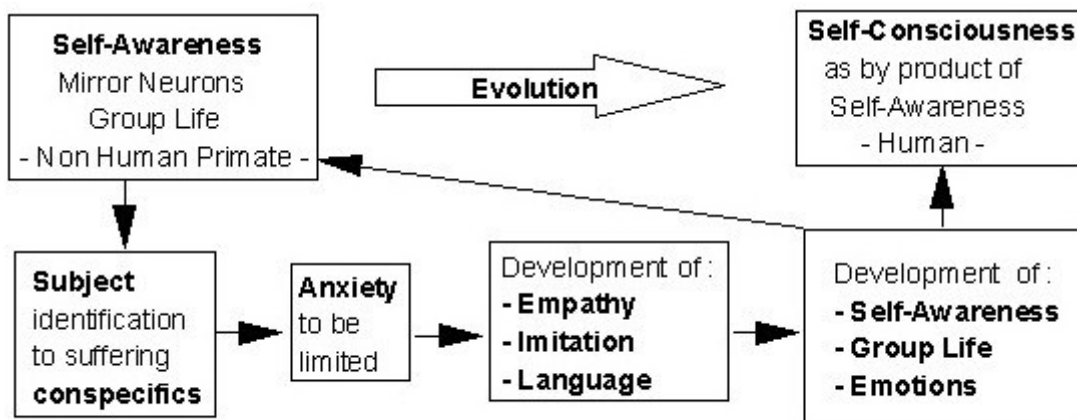 Self-Awareness
Mirror Neurons
Group Life
- Non Human Primate -
Evolution
Self-Consciousness
as by product of
Self-Awareness
- Human -
Subject
identification
to suffering
conspecifics
Anxiety
to be
limited
Development of :
- Empathy
- Imitation
- Language
Development of :
- Self-Awareness
- Group Life
- Emotions